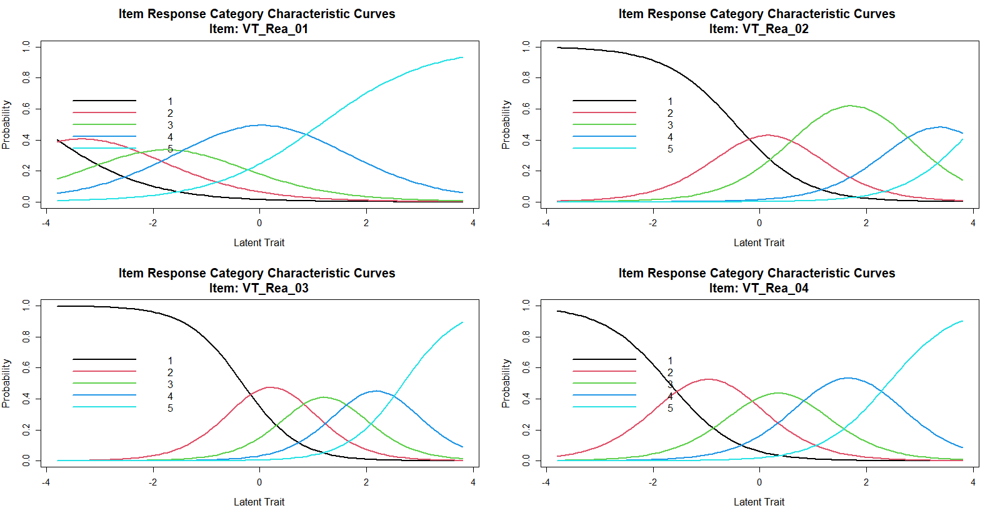 Item Response Category Characteristic Curves
Item: VT_Rea_01
Probability
0.0 0.2 0.4 0.6 0.8 1.0
1
2
3
4
5
-4 -2 0 2 4
Latent Trait
Item Response Category Characteristic Curves
Item: VT_Rea_02
Probability
0.0 0.2 0.4 0.6 0.8 1.0
1
2
3
4
5
-4 -2 0 2 4
Latent Trait
Item Response Category Characteristic Curves
Item: VT_Rea_03
Probability
0.0 0.2 0.4 0.6 0.8 1.0
1
2
3
4
5
-4 -2 0 2 4
Latent Trait
Item Response Category Characteristic Curves
Item: VT_Rea_04
Probability
0.0 0.2 0.4 0.6 0.8 1.0
1
2
3
4
5
-4 -2 0 2 4
Latent Trait